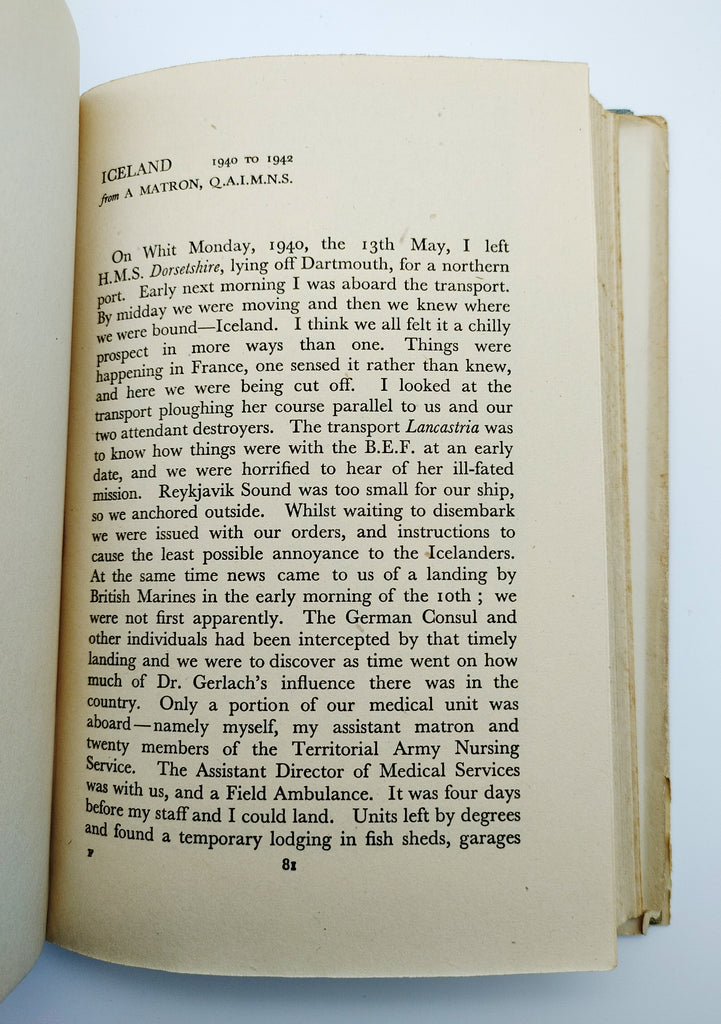 ICELAND 1940 TO 1942
from A MATRON, Q.A.I.M.N.S.
On Whit Monday, 1940, the 13th May, I left
H.M.S. Dorsetshire, lying off Dartmouth, for a northern
port. Early next morning I was aboard the transport.
By midday we were moving and then we knew where
we were bound—Iceland. I think we all felt it a chilly
prospect in more ways than one. Things were
happening in France, one sensed it rather than knew,
and here we were being cut off. I looked at the
transport ploughing her course parallel to us and our
two attendant destroyers. The transport Lancastria was
to know how things were with the B.E.F. at an early
date, and we were horrified to hear of her ill-fated
mission. Reykjavik Sound was too small for our ship,
so we anchored outside. Whilst waiting to disembark
we were issued with our orders, and instructions to
cause the least possible annoyance to the Icelanders.
At the same time news came to us of a landing by
British Marines in the early morning of the 10th ; we
were not first apparently. The German Consul and
other individuals had been intercepted by that timely
landing and we were to discover as time went on how
much of Dr. Gerlach's influence there was in the
country. Only a portion of our medical unit was
aboard—namely myself, my assistant matron and
twenty members of the Territorial Army Nursing
Service. The Assistant Director of Medical Services
was with us, and a Field Ambulance. It was four days
before my staff and I could land. Units left by degrees
and found a temporary lodging in fish sheds, garages
F
81